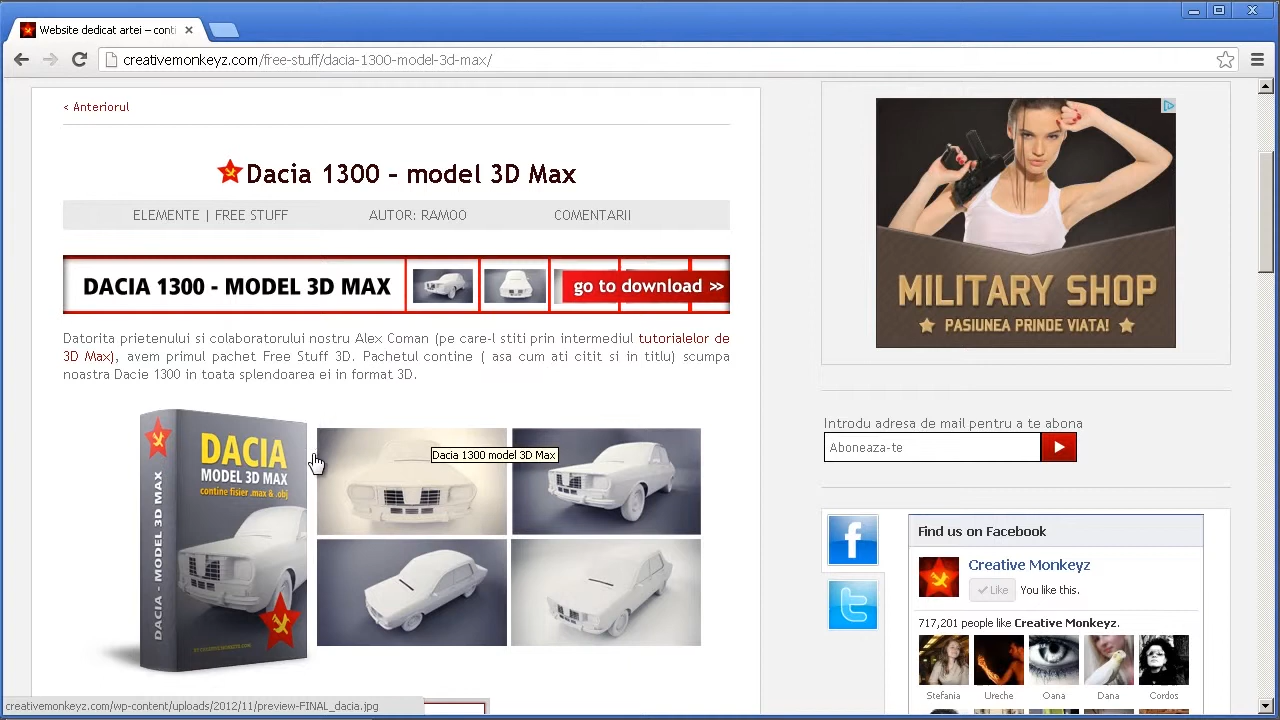 Website dedicat artei – conti
creativemonkeyz.com/free-stuff/dacia-1300-model-3d-max/
< Anteriorul
Dacia 1300 – model 3D Max
ELEMENTE | FREE STUFF AUTOR: RAMOO COMENTARII
DACIA 1300 - MODEL 3D MAX go to download >>
Datorita prietenului si colaboratorului nostru Alex Coman (pe care-l stiti prin intermediul tutorialelor de
3D Max), avem primul pachet Free Stuff 3D. Pachetul contine ( asa cum ati citit si in titlu) scumpa
noastra Dacie 1300 in toata splendoarea ei in format 3D.
DACIA
MODEL 3D MAX
contine fisier .max & .obj
DACIA - MODEL 3D MAX
Dacia 1300 model 3D Max
creativemonkeyz.com/wp-content/uploads/2012/11/preview-FINAL_dacia.jpg
MILITARY SHOP
PASIUNEA PRINDE VIATA!
Introdu adresa de mail pentru a te abona
Aboneaza-te
Find us on Facebook
Creative Monkeyz
Like You like this.
717,201 people like Creative Monkeyz.
Stefania Ureche Oana Dana Cordos